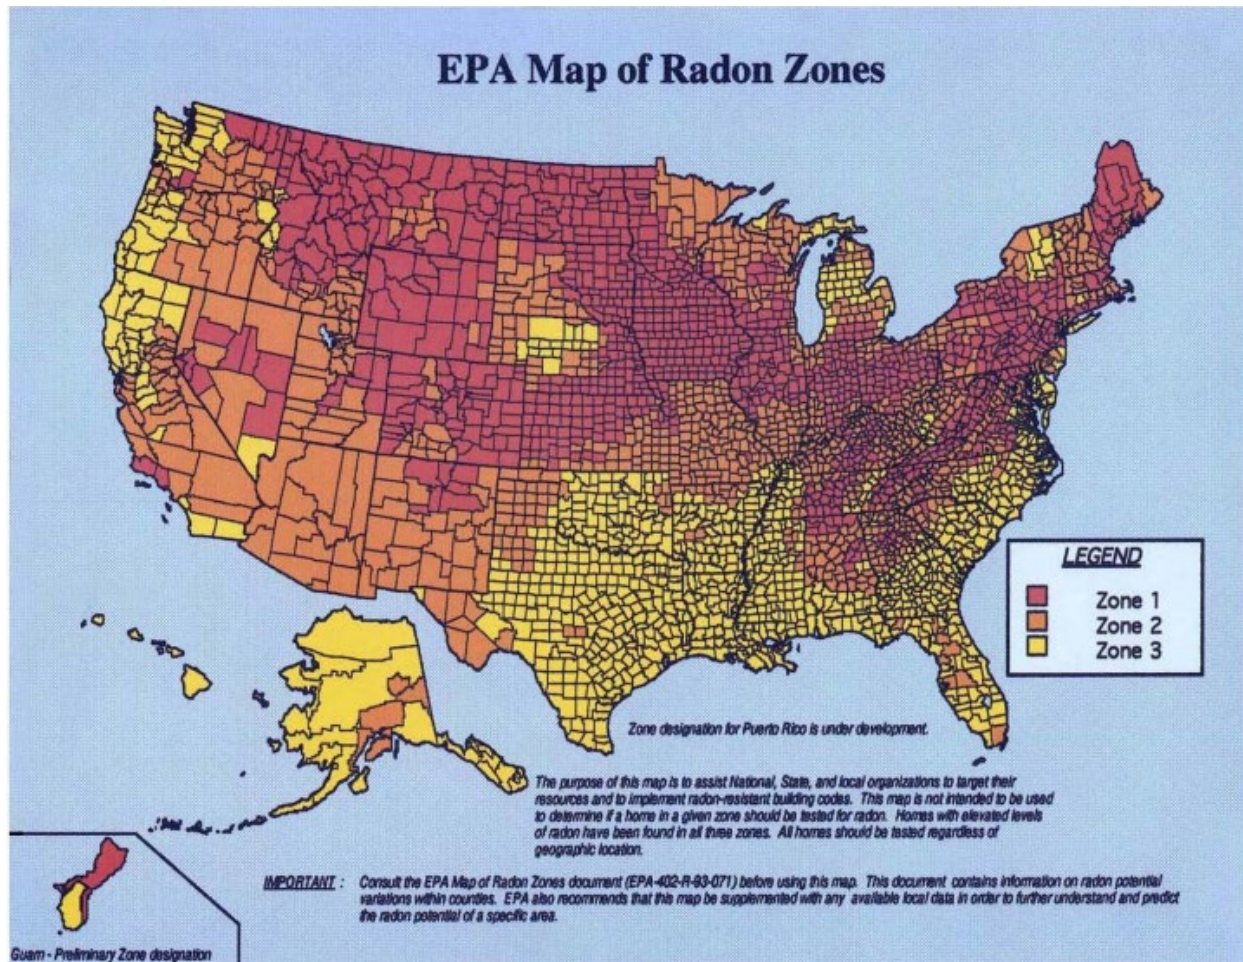 EPA Map of Radon Zones
LEGEND
Zone 1
Zone 2
Zone 3
Zone designation for Puerto Rico is under development.
The purpose of this map is to assist National, State, and local organizations to target their
resources and to implement radon-resistant building codes. This map is not intended to be used
to determine if a home in a given zone should be tested for radon. Homes with elevated levels
of radon have been found in all three zones. All homes should be tested regardless of
geographic location.
IMPORTANT : Consult the EPA Map of Radon Zones document (EPA-402-R-93-071) before using this map. This document contains information on radon potential
variations within counties. EPA also recommends that this map be supplemented with any available local data in order to further understand and predict
the radon potential of a specific area.
Guam - Preliminary Zone designation